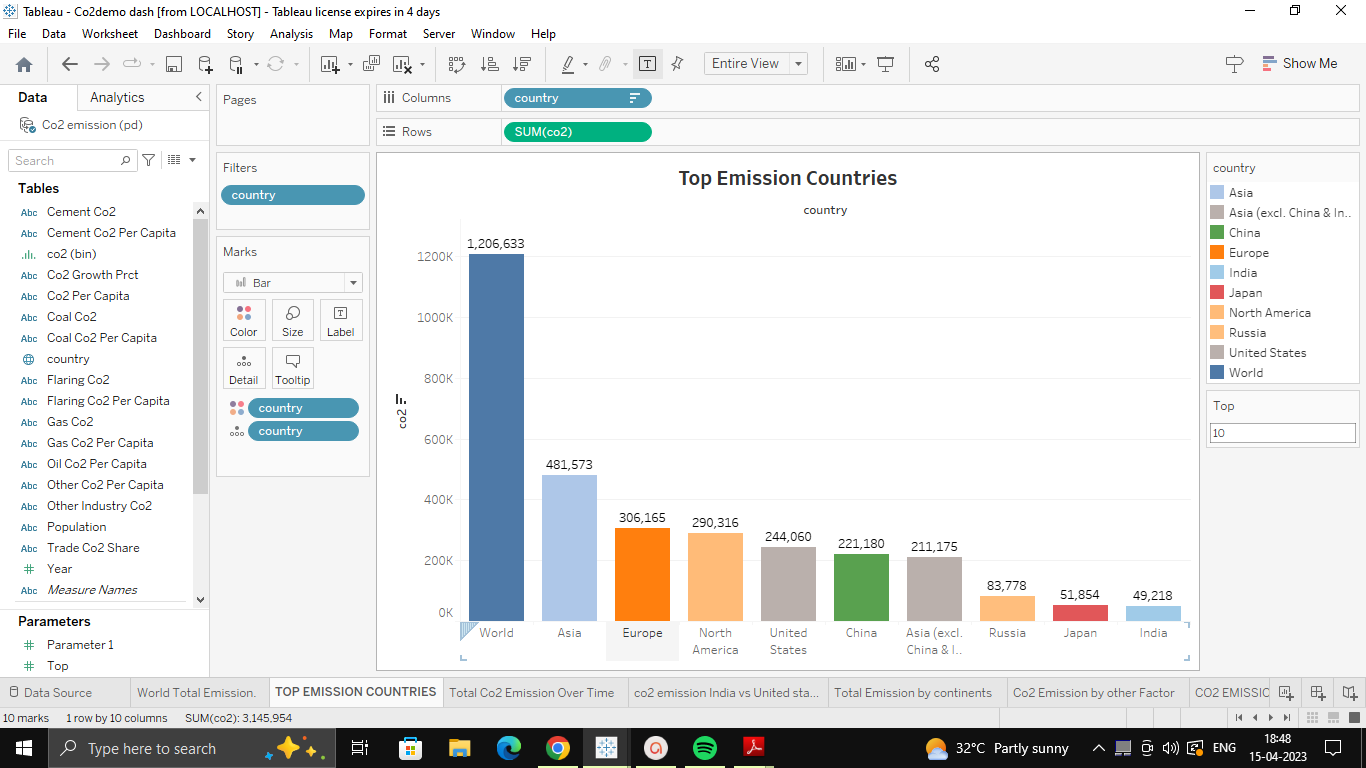 Tableau - Co2demo dash [from LOCALHOST] - Tableau license expires in 4 days
File Data Worksheet Dashboard Story Analysis Map Format Server Window Help
Entire View
Show Me
Data Analytics
Co2 emission (pd)
Search
Tables
Abc Cement Co2
Abc Cement Co2 Per Capita
co2 (bin)
Abc Co2 Growth Prct
Abc Co2 Per Capita
Abc Coal Co2
Abc Coal Co2 Per Capita
country
Abc Flaring Co2
Abc Flaring Co2 Per Capita
Abc Gas Co2
Abc Gas Co2 Per Capita
Abc Oil Co2 Per Capita
Abc Other Co2 Per Capita
Abc Other Industry Co2
Abc Population
Abc Trade Co2 Share
# Year
Abc Measure Names
Parameters
# Parameter 1
# Top
Pages
Filters
country
Marks
Bar
Color Size Label
Detail Tooltip
country
country
Columns country
Rows SUM(co2)
Top Emission Countries
country
co2
1200K
1000K
800K
600K
400K
200K
0K
1,206,633
481,573
306,165
290,316
244,060
221,180
211,175
83,778
51,854
49,218
World
Asia
Europe
North
America
United
States
China
Asia (excl.
China & I..
Russia
Japan
India
country
Asia
Asia (excl. China & In..
China
Europe
India
Japan
North America
Russia
United States
World
Top
10
Data Source World Total Emission. TOP EMISSION COUNTRIES Total Co2 Emission Over Time co2 emission India vs United sta... Total Emission by continents Co2 Emission by other Factor CO2 EMISSIC
10 marks 1 row by 10 columns SUM(co2): 3,145,954
Type here to search
32°C Partly sunny
ENG
18:48
15-04-2023